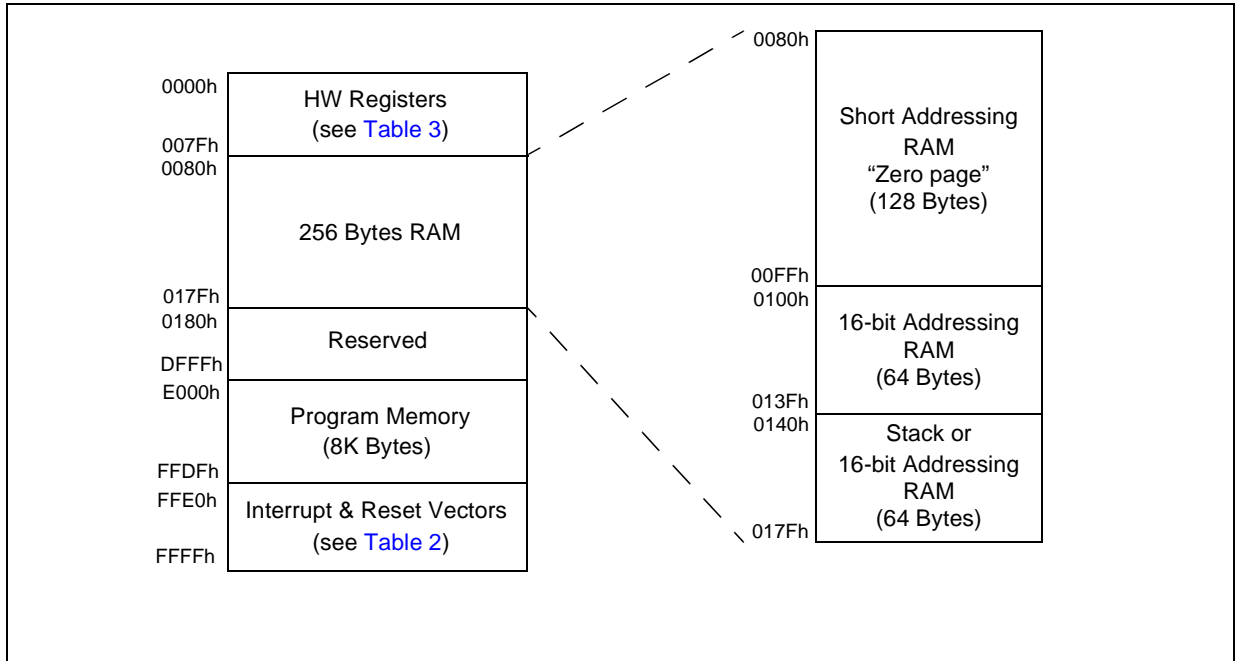 0000h
HW Registers
(see Table 3)
007Fh
0080h
256 Bytes RAM
017Fh
0180h
Reserved
DFFFh
E000h
Program Memory
(8K Bytes)
FFDFh
FFE0h
Interrupt & Reset Vectors
(see Table 2)
FFFFh
0080h
Short Addressing
RAM
“Zero page”
(128 Bytes)
00FFh
0100h
16-bit Addressing
RAM
(64 Bytes)
013Fh
0140h
Stack or
16-bit Addressing
RAM
(64 Bytes)
017Fh